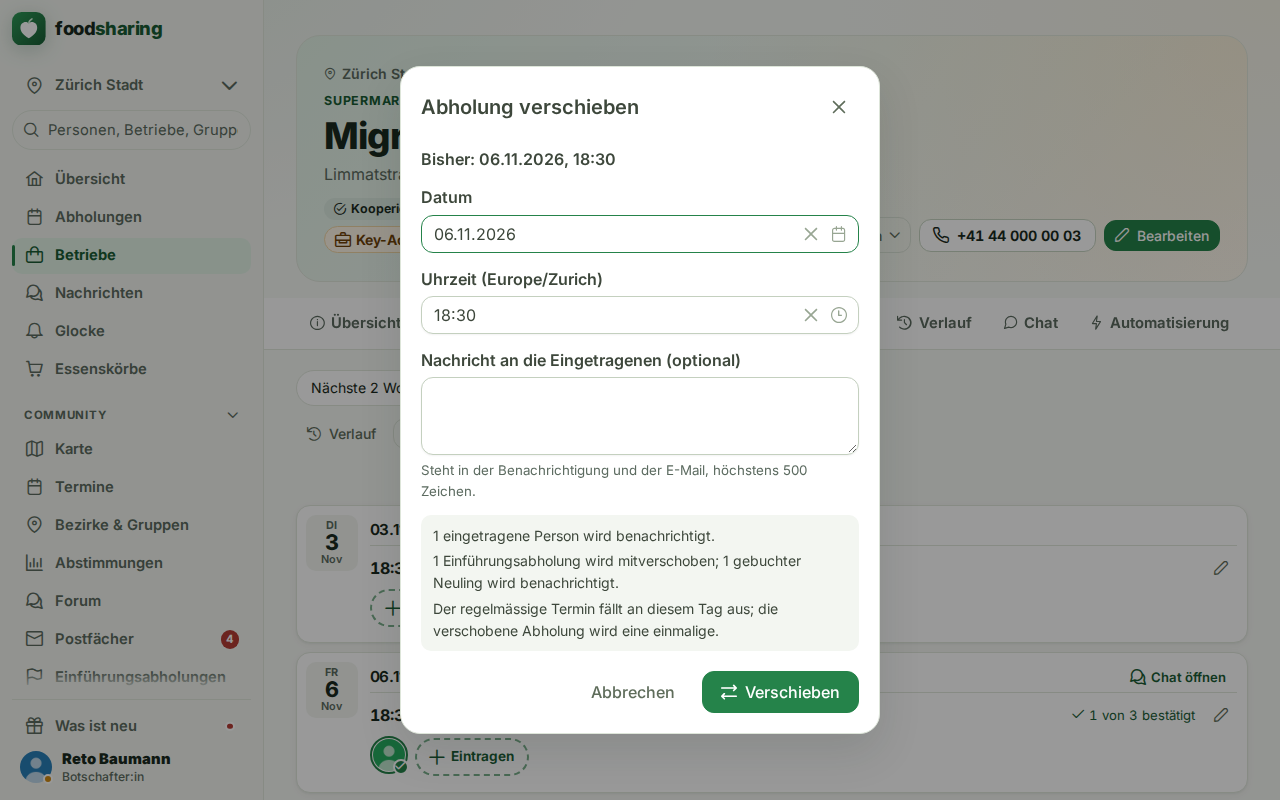 foodsharing
Zürich Stadt
Personen, Betriebe, Grupp
Übersicht
Abholungen
Betriebe
Nachrichten
Glocke
Essenskörbe
COMMUNITY
Karte
Termine
Bezirke & Gruppen
Abstimmungen
Forum
Postfächer
4
Einführungsabholungen
Was ist neu
Reto Baumann
Botschafter:in
Zürich
+41 44 000 00 03
Bearbeiten
Übersicht
Verlauf
Chat
Automatisierung
Nächste 2
Verlauf
DI
3
Nov
FR
6
Nov
Chat öffnen
1 von 3 bestätigt
Eintragen
Abholung verschieben
Bisher: 06.11.2026, 18:30
Datum
06.11.2026
Uhrzeit (Europe/Zurich)
18:30
Nachricht an die Eingetragenen (optional)
Steht in der Benachrichtigung und der E-Mail, höchstens 500
Zeichen.
1 eingetragene Person wird benachrichtigt.
1 Einführungsabholung wird mitverschoben; 1 gebuchter
Neuling wird benachrichtigt.
Der regelmässige Termin fällt an diesem Tag aus; die
verschobene Abholung wird eine einmalige.
Abbrechen
Verschieben